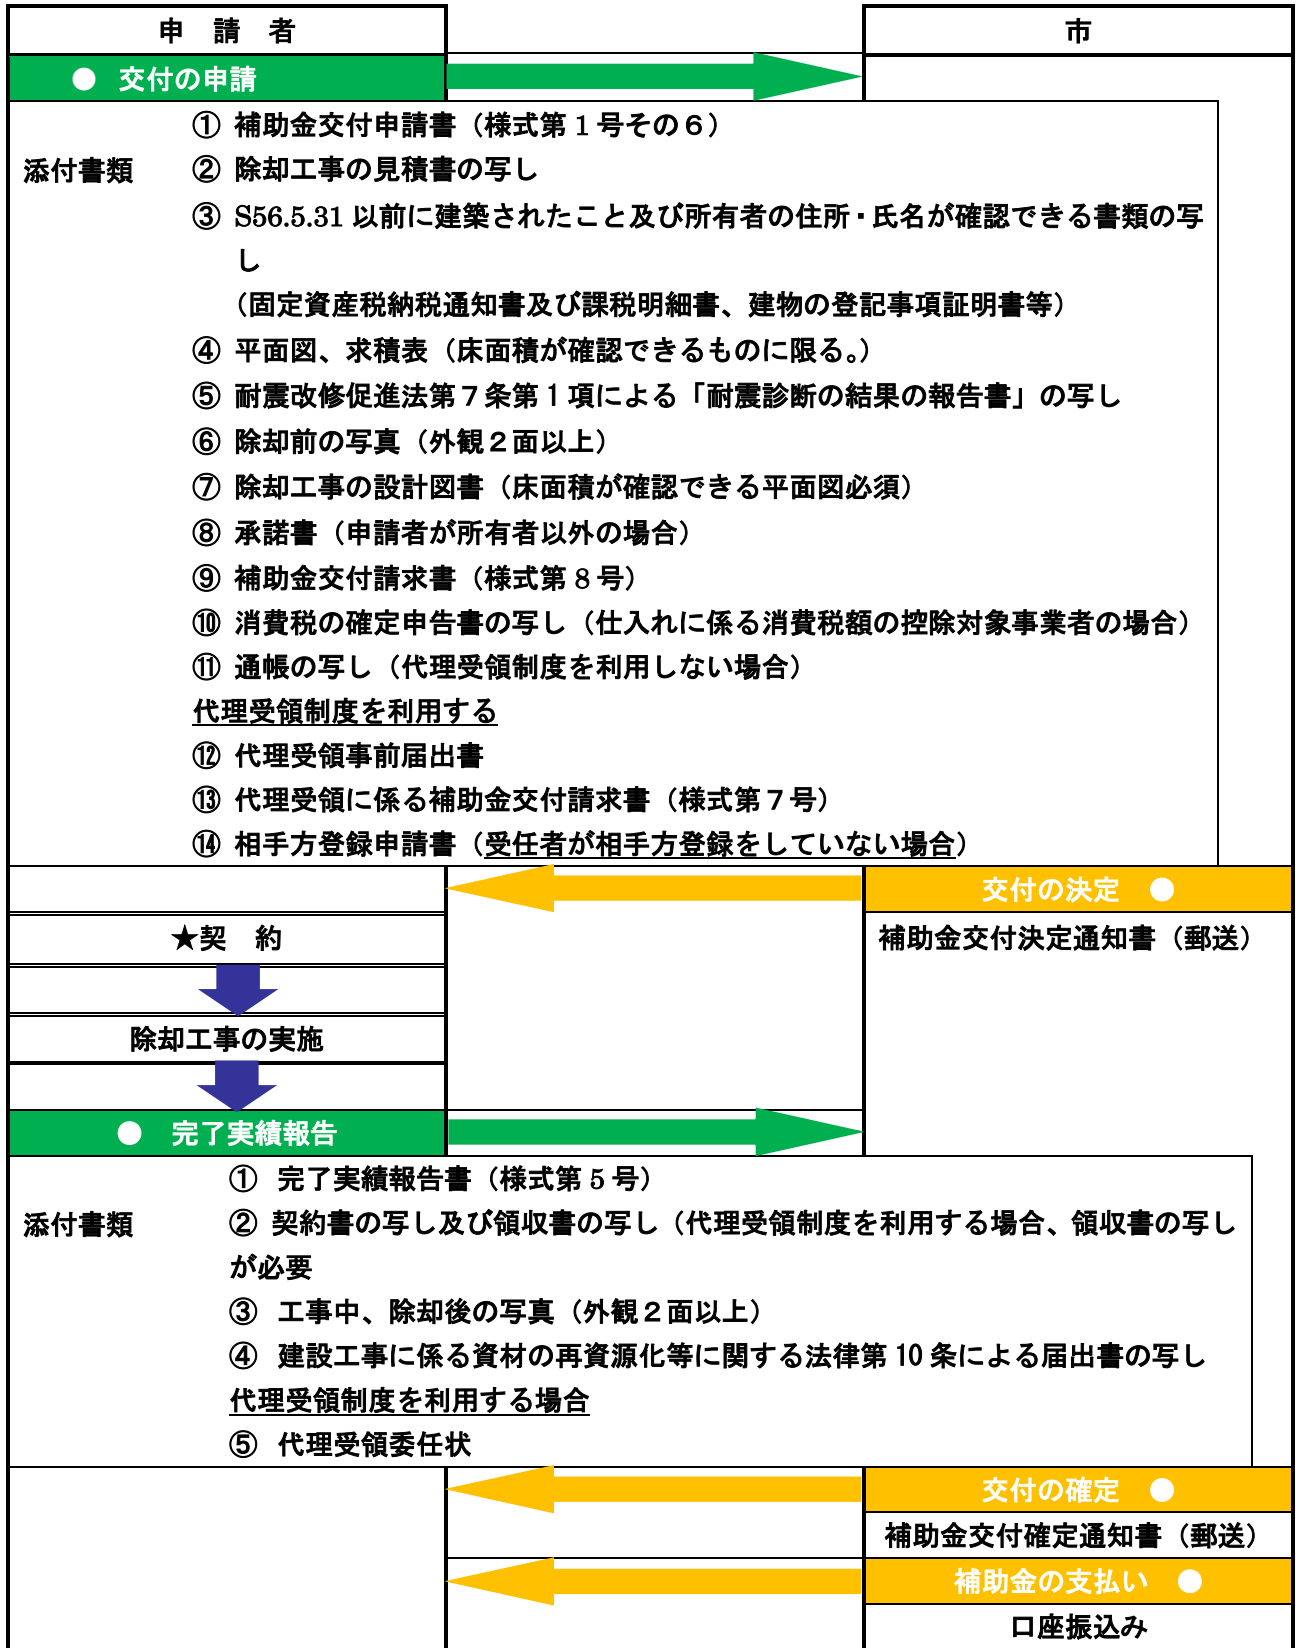 申　請　者
市
● 交付の申請
① 補助金交付申請書（様式第１号その６）
添付書類
② 除却工事の見積書の写し
③ S56.5.31 以前に建築されたこと及び所有者の住所・氏名が確認できる書類の写
し
（固定資産税納税通知書及び課税明細書、建物の登記事項証明書等）
④ 平面図、求積表（床面積が確認できるものに限る。）
⑤ 耐震改修促進法第７条第１項による「耐震診断の結果の報告書」の写し
⑥ 除却前の写真（外観２面以上）
⑦ 除却工事の設計図書（床面積が確認できる平面図必須）
⑧ 承諾書（申請者が所有者以外の場合）
⑨ 補助金交付請求書（様式第８号）
⑩ 消費税の確定申告書の写し（仕入れに係る消費税額の控除対象事業者の場合）
⑪ 通帳の写し（代理受領制度を利用しない場合）
代理受領制度を利用する
⑫ 代理受領事前届出書
⑬ 代理受領に係る補助金交付請求書（様式第７号）
⑭ 相手方登録申請書（受任者が相手方登録をしていない場合）
交付の決定　●
★契　約
補助金交付決定通知書（郵送）
除却工事の実施
●　完了実績報告
① 完了実績報告書（様式第５号）
添付書類
② 契約書の写し及び領収書の写し（代理受領制度を利用する場合、領収書の写し
が必要
③ 工事中、除却後の写真（外観２面以上）
④ 建設工事に係る資材の再資源化等に関する法律第 10 条による届出書の写し
代理受領制度を利用する場合
⑤ 代理受領委任状
交付の確定　●
補助金交付確定通知書（郵送）
補助金の支払い　●
口座振込み